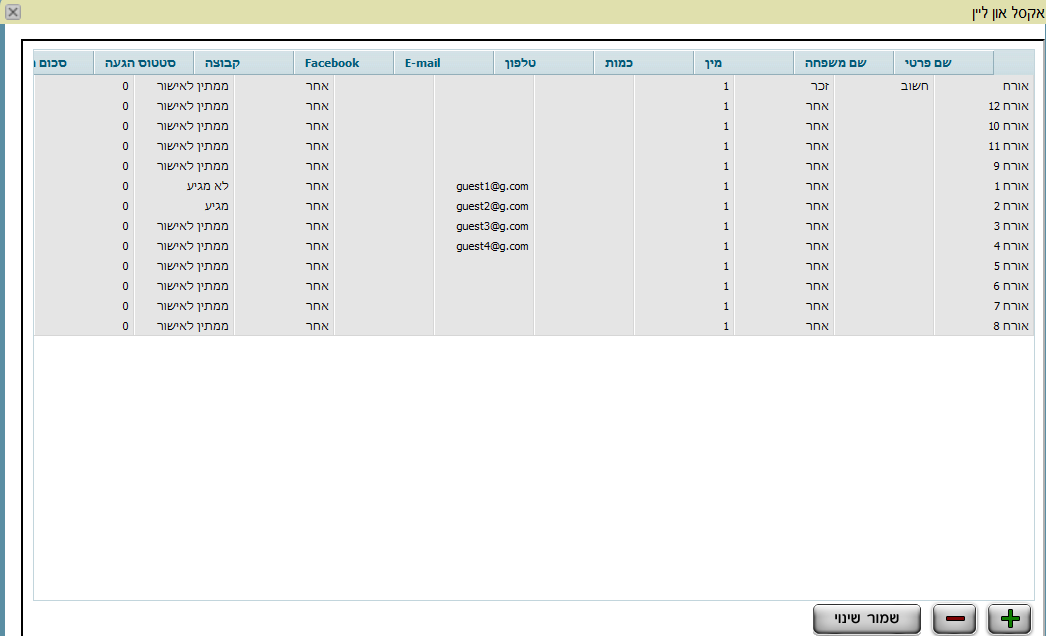 אקסל און ליין
שם פרטי שם משפחה מין כמות טלפון E-mail Facebook קבוצה סטטוס הגעה סכום
אורח חשוב זכר 1 אחר ממתין לאישור 0
אורח 12 אחר 1 אחר ממתין לאישור 0
אורח 10 אחר 1 אחר ממתין לאישור 0
אורח 11 אחר 1 אחר ממתין לאישור 0
אורח 9 אחר 1 אחר ממתין לאישור 0
אורח 1 אחר 1 guest1@g.com אחר לא מגיע 0
אורח 2 אחר 1 guest2@g.com אחר מגיע 0
אורח 3 אחר 1 guest3@g.com אחר ממתין לאישור 0
אורח 4 אחר 1 guest4@g.com אחר ממתין לאישור 0
אורח 5 אחר 1 אחר ממתין לאישור 0
אורח 6 אחר 1 אחר ממתין לאישור 0
אורח 7 אחר 1 אחר ממתין לאישור 0
אורח 8 אחר 1 אחר ממתין לאישור 0
שמור שינוי